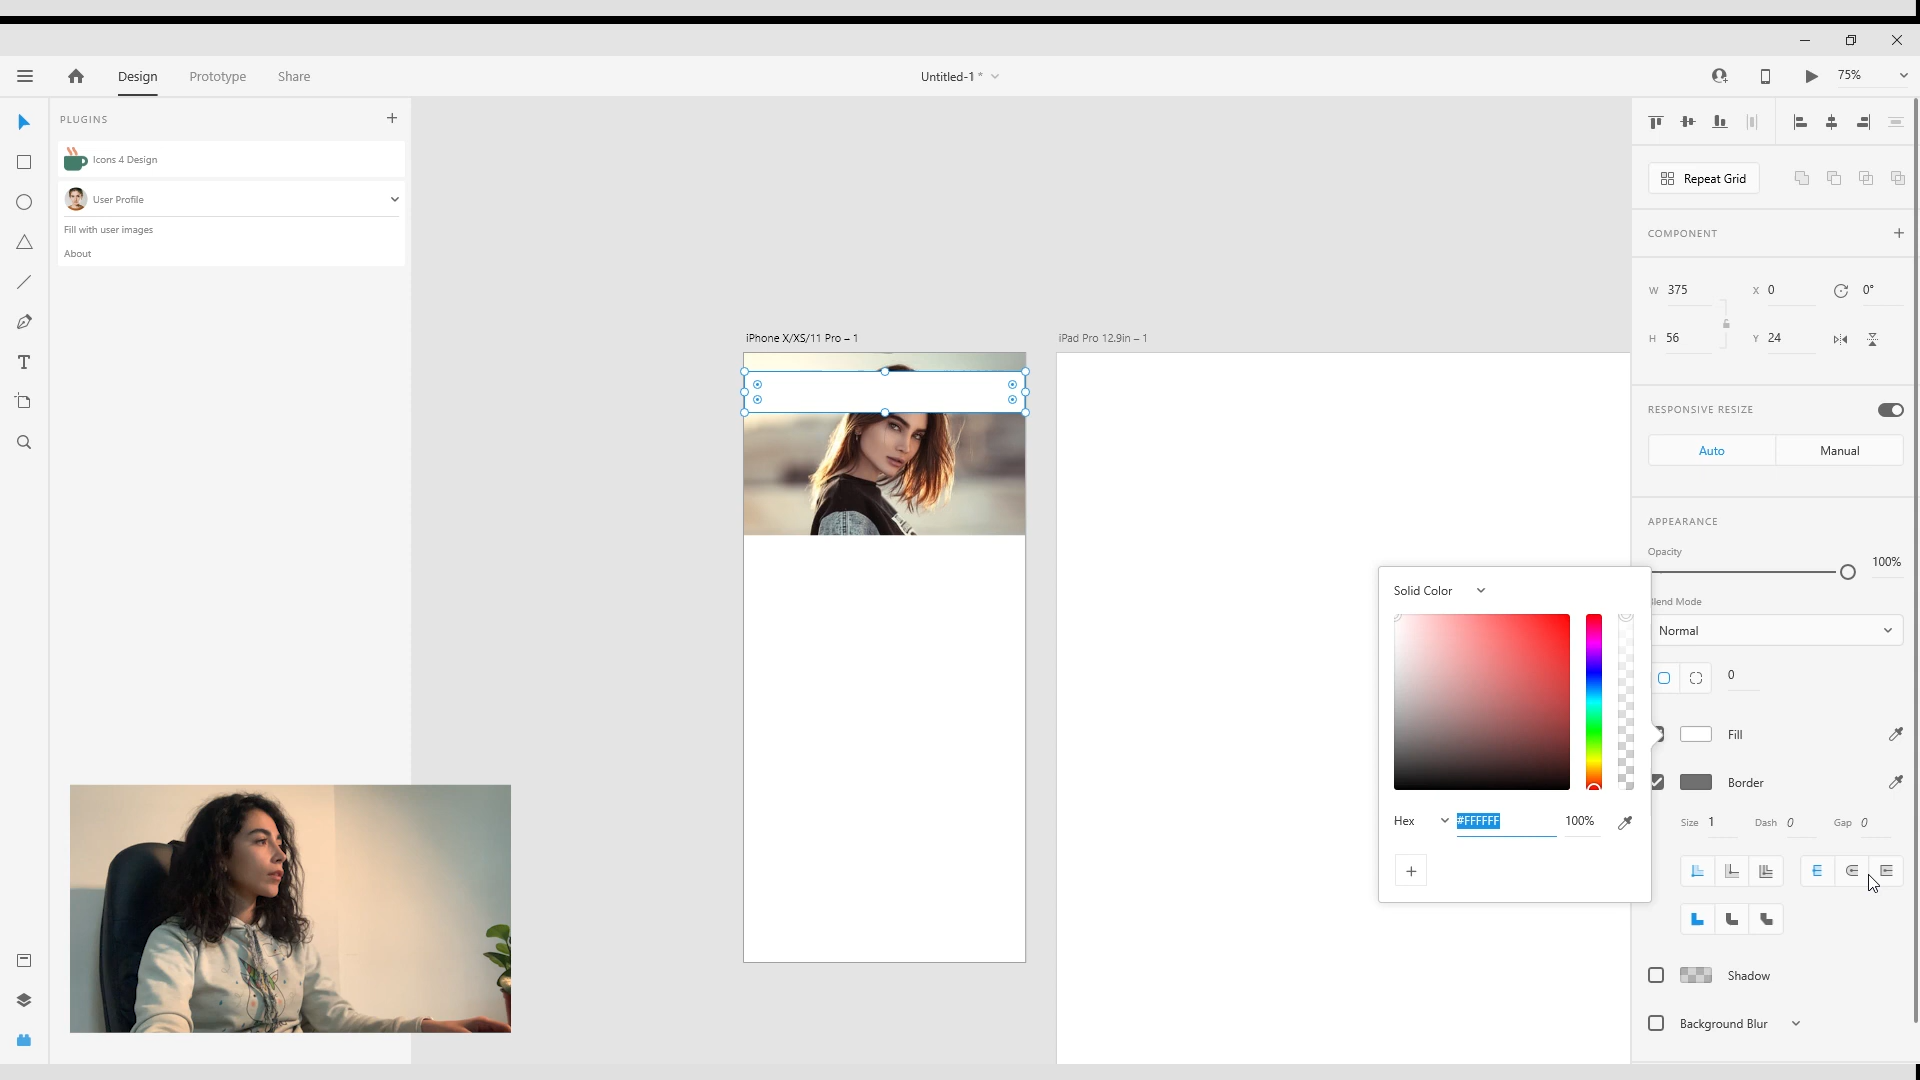 Design
Prototype
Share
Untitled-1 *
75%
PLUGINS
Icons 4 Design
User Profile
Fill with user images
About
iPhone X/XS/11 Pro – 1
iPad Pro 12.9in – 1
Repeat Grid
COMPONENT
W 375
X 0
0°
H 56
Y 24
RESPONSIVE RESIZE
Auto
Manual
APPEARANCE
Opacity
100%
Blend Mode
Normal
0
Solid Color
Hex
#FFFFFF
100%
Fill
Border
Size 1
Dash 0
Gap 0
Shadow
Background Blur